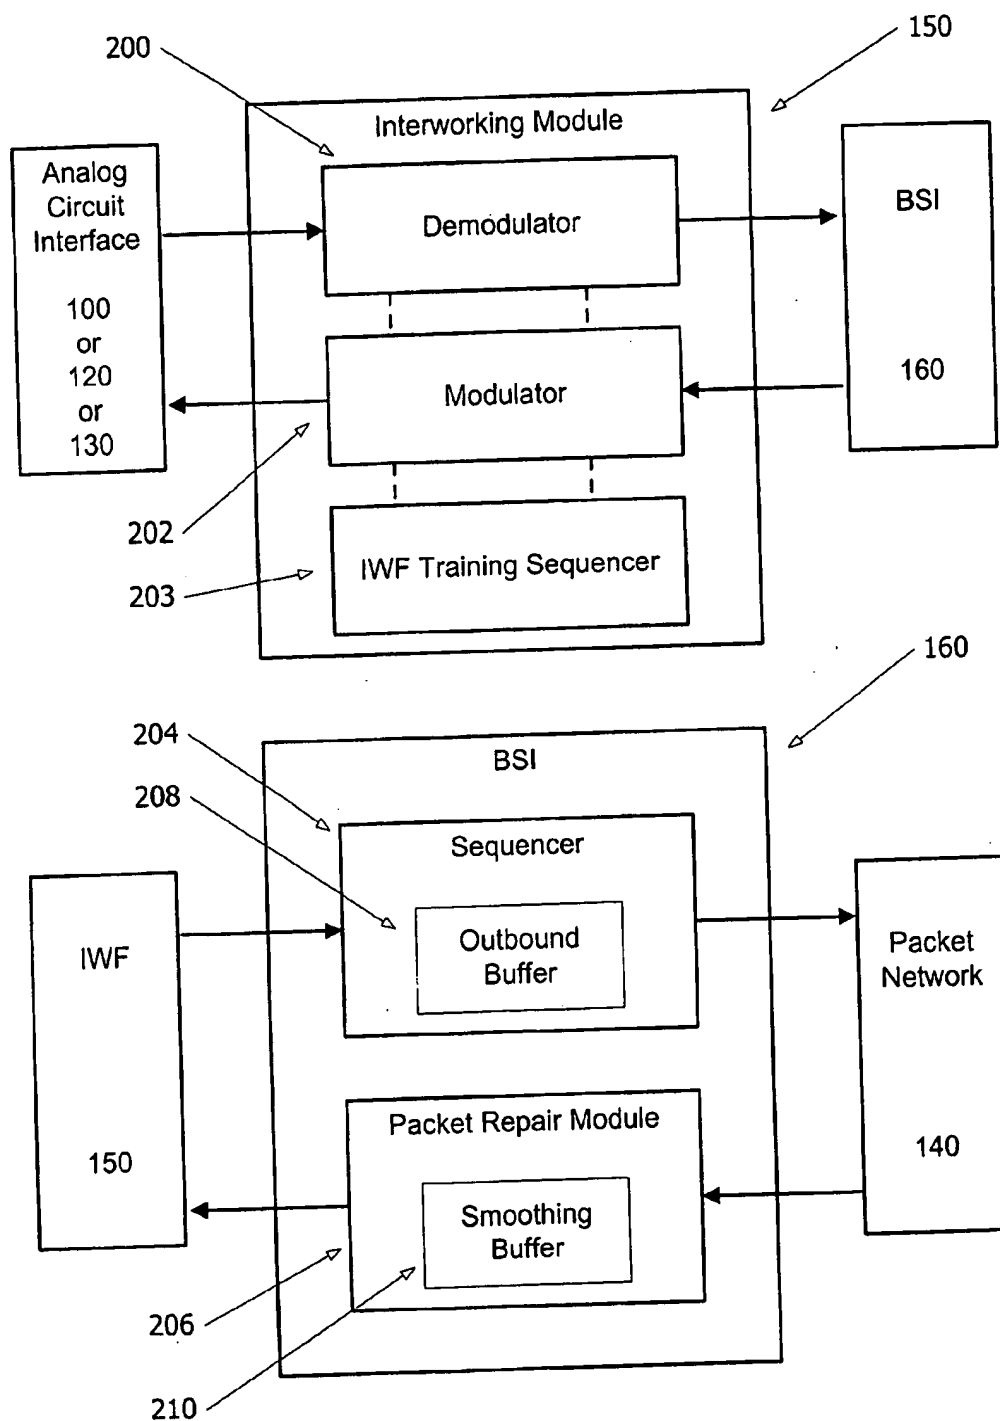 200
150
Interworking Module
Analog
Circuit
Interface
100
or
120
or
130
Demodulator
BSI
160
Modulator
202
203
IWF Training Sequencer
160
204
208
BSI
Sequencer
Outbound
Buffer
IWF
150
Packet
Network
140
Packet Repair Module
Smoothing
Buffer
206
210